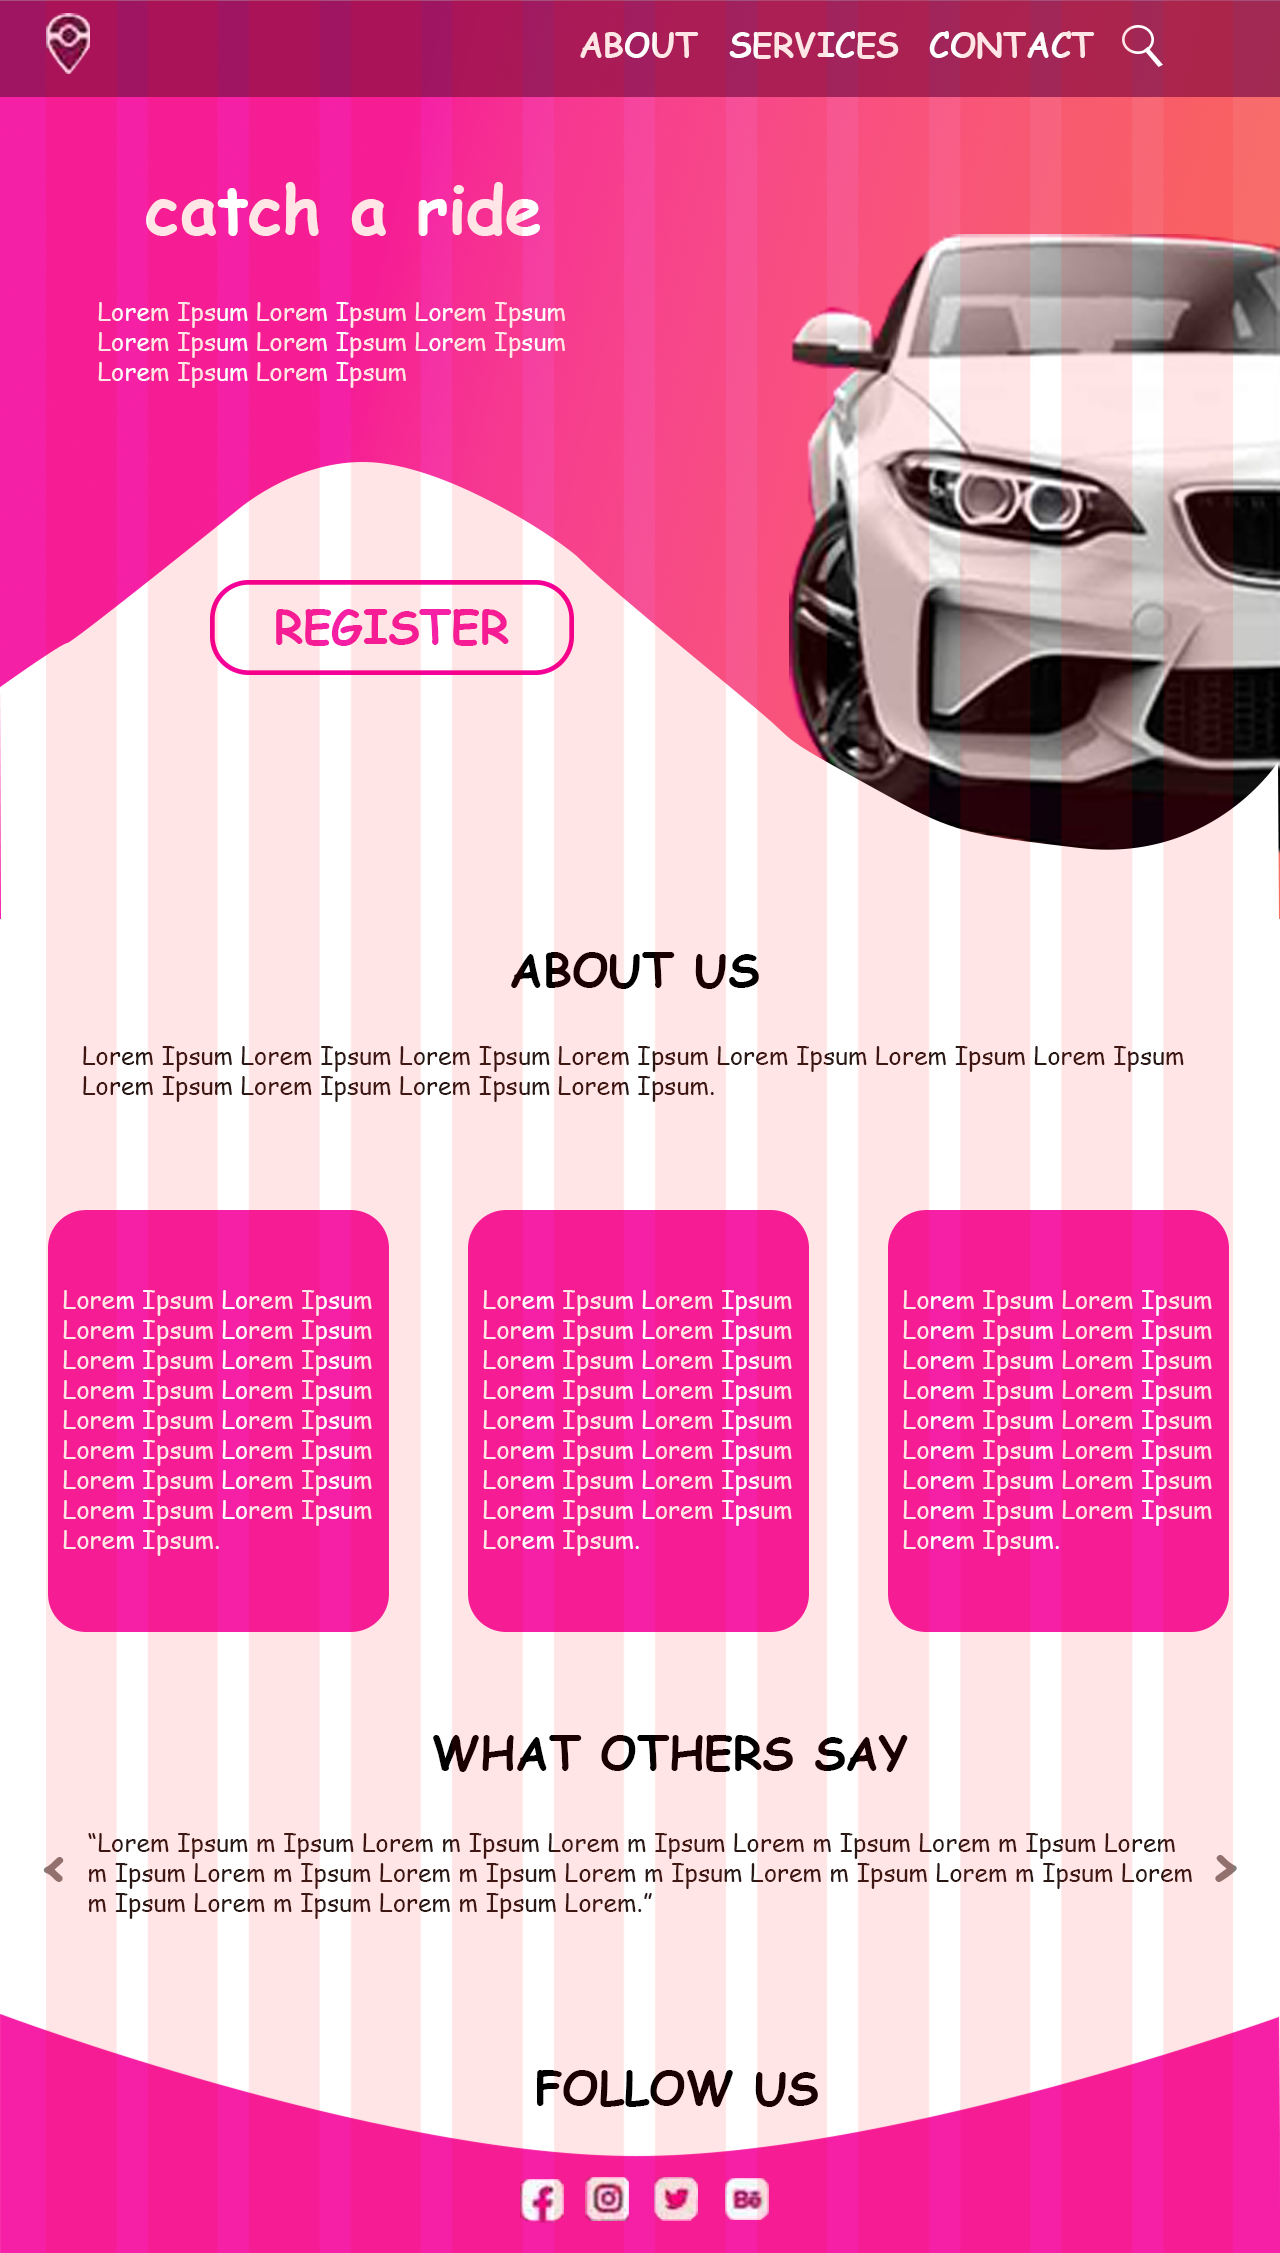 ABOUT SERVICES CONTACT
catch a ride
Lorem Ipsum Lorem Ipsum Lorem Ipsum
Lorem Ipsum Lorem Ipsum Lorem Ipsum
Lorem Ipsum Lorem Ipsum
REGISTER
ABOUT US
Lorem Ipsum Lorem Ipsum Lorem Ipsum Lorem Ipsum Lorem Ipsum Lorem Ipsum Lorem Ipsum
Lorem Ipsum Lorem Ipsum Lorem Ipsum Lorem Ipsum.
Lorem Ipsum Lorem Ipsum
Lorem Ipsum Lorem Ipsum
Lorem Ipsum Lorem Ipsum
Lorem Ipsum Lorem Ipsum
Lorem Ipsum Lorem Ipsum
Lorem Ipsum Lorem Ipsum
Lorem Ipsum Lorem Ipsum
Lorem Ipsum Lorem Ipsum
Lorem Ipsum.
Lorem Ipsum Lorem Ipsum
Lorem Ipsum Lorem Ipsum
Lorem Ipsum Lorem Ipsum
Lorem Ipsum Lorem Ipsum
Lorem Ipsum Lorem Ipsum
Lorem Ipsum Lorem Ipsum
Lorem Ipsum Lorem Ipsum
Lorem Ipsum Lorem Ipsum
Lorem Ipsum.
Lorem Ipsum Lorem Ipsum
Lorem Ipsum Lorem Ipsum
Lorem Ipsum Lorem Ipsum
Lorem Ipsum Lorem Ipsum
Lorem Ipsum Lorem Ipsum
Lorem Ipsum Lorem Ipsum
Lorem Ipsum Lorem Ipsum
Lorem Ipsum Lorem Ipsum
Lorem Ipsum.
WHAT OTHERS SAY
“Lorem Ipsum m Ipsum Lorem m Ipsum Lorem m Ipsum Lorem m Ipsum Lorem m Ipsum Lorem
m Ipsum Lorem m Ipsum Lorem m Ipsum Lorem m Ipsum Lorem m Ipsum Lorem m Ipsum Lorem
m Ipsum Lorem m Ipsum Lorem m Ipsum Lorem.”
FOLLOW US
Bē